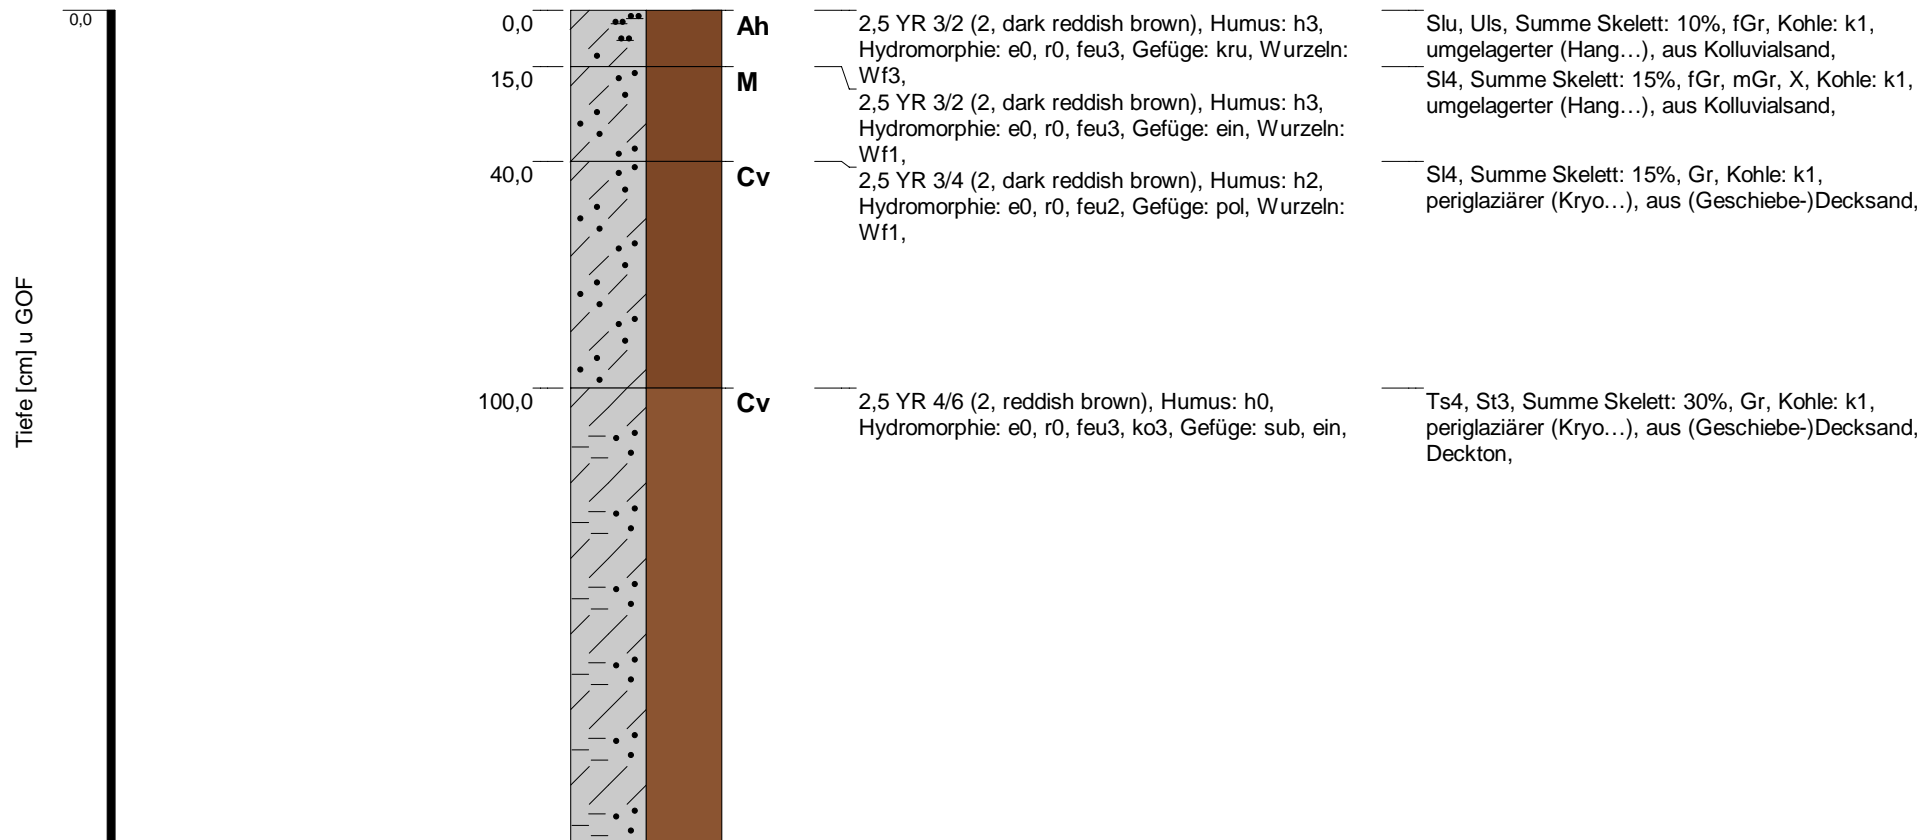 0,0
Tiefe [cm] u GOF
0,0
Ah
2,5 YR 3/2 (2, dark reddish brown), Humus: h3,
Hydromorphie: e0, r0, feu3, Gefüge: kru, Wurzeln:
Wf3,
Slu, Uls, Summe Skelett: 10%, fGr, Kohle: k1,
umgelagerter (Hang…), aus Kolluvialsand,
15,0
M
2,5 YR 3/2 (2, dark reddish brown), Humus: h3,
Hydromorphie: e0, r0, feu3, Gefüge: ein, Wurzeln:
Wf1,
Sl4, Summe Skelett: 15%, fGr, mGr, X, Kohle: k1,
umgelagerter (Hang…), aus Kolluvialsand,
40,0
Cv
2,5 YR 3/4 (2, dark reddish brown), Humus: h2,
Hydromorphie: e0, r0, feu2, Gefüge: pol, Wurzeln:
Wf1,
Sl4, Summe Skelett: 15%, Gr, Kohle: k1,
periglaziärer (Kryo…), aus (Geschiebe-)Decksand,
100,0
Cv
2,5 YR 4/6 (2, reddish brown), Humus: h0,
Hydromorphie: e0, r0, feu3, ko3, Gefüge: sub, ein,
Ts4, St3, Summe Skelett: 30%, Gr, Kohle: k1,
periglaziärer (Kryo…), aus (Geschiebe-)Decksand,
Deckton,